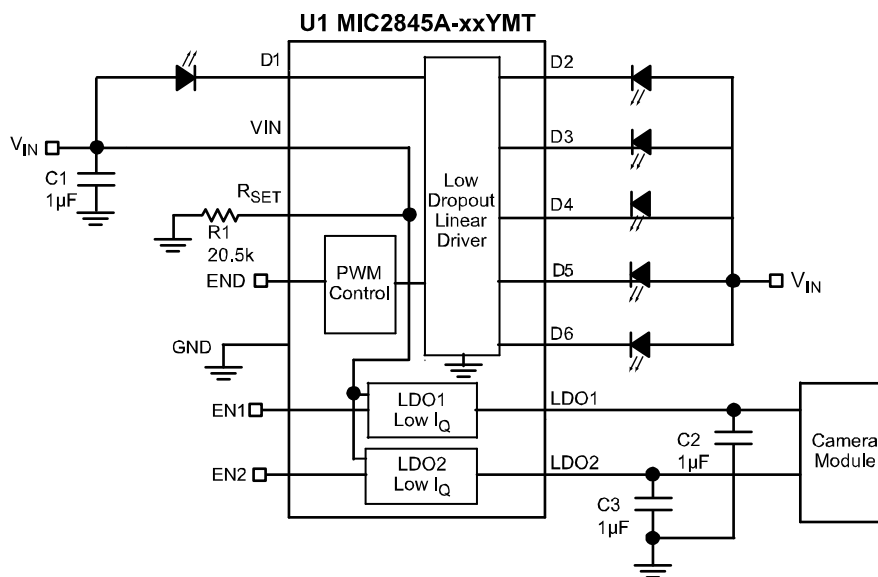 U1 MIC2845A-xxYMT
D1
D2
VIN
D3
VIN
C1
1µF
RSET
Low
Dropout
Linear
Driver
D4
R1
20.5k
END
PWM
Control
D5
VIN
GND
D6
EN1
LDO1
Low IQ
LDO1
C2
1µF
Camera
Module
EN2
LDO2
Low IQ
LDO2
C3
1µF